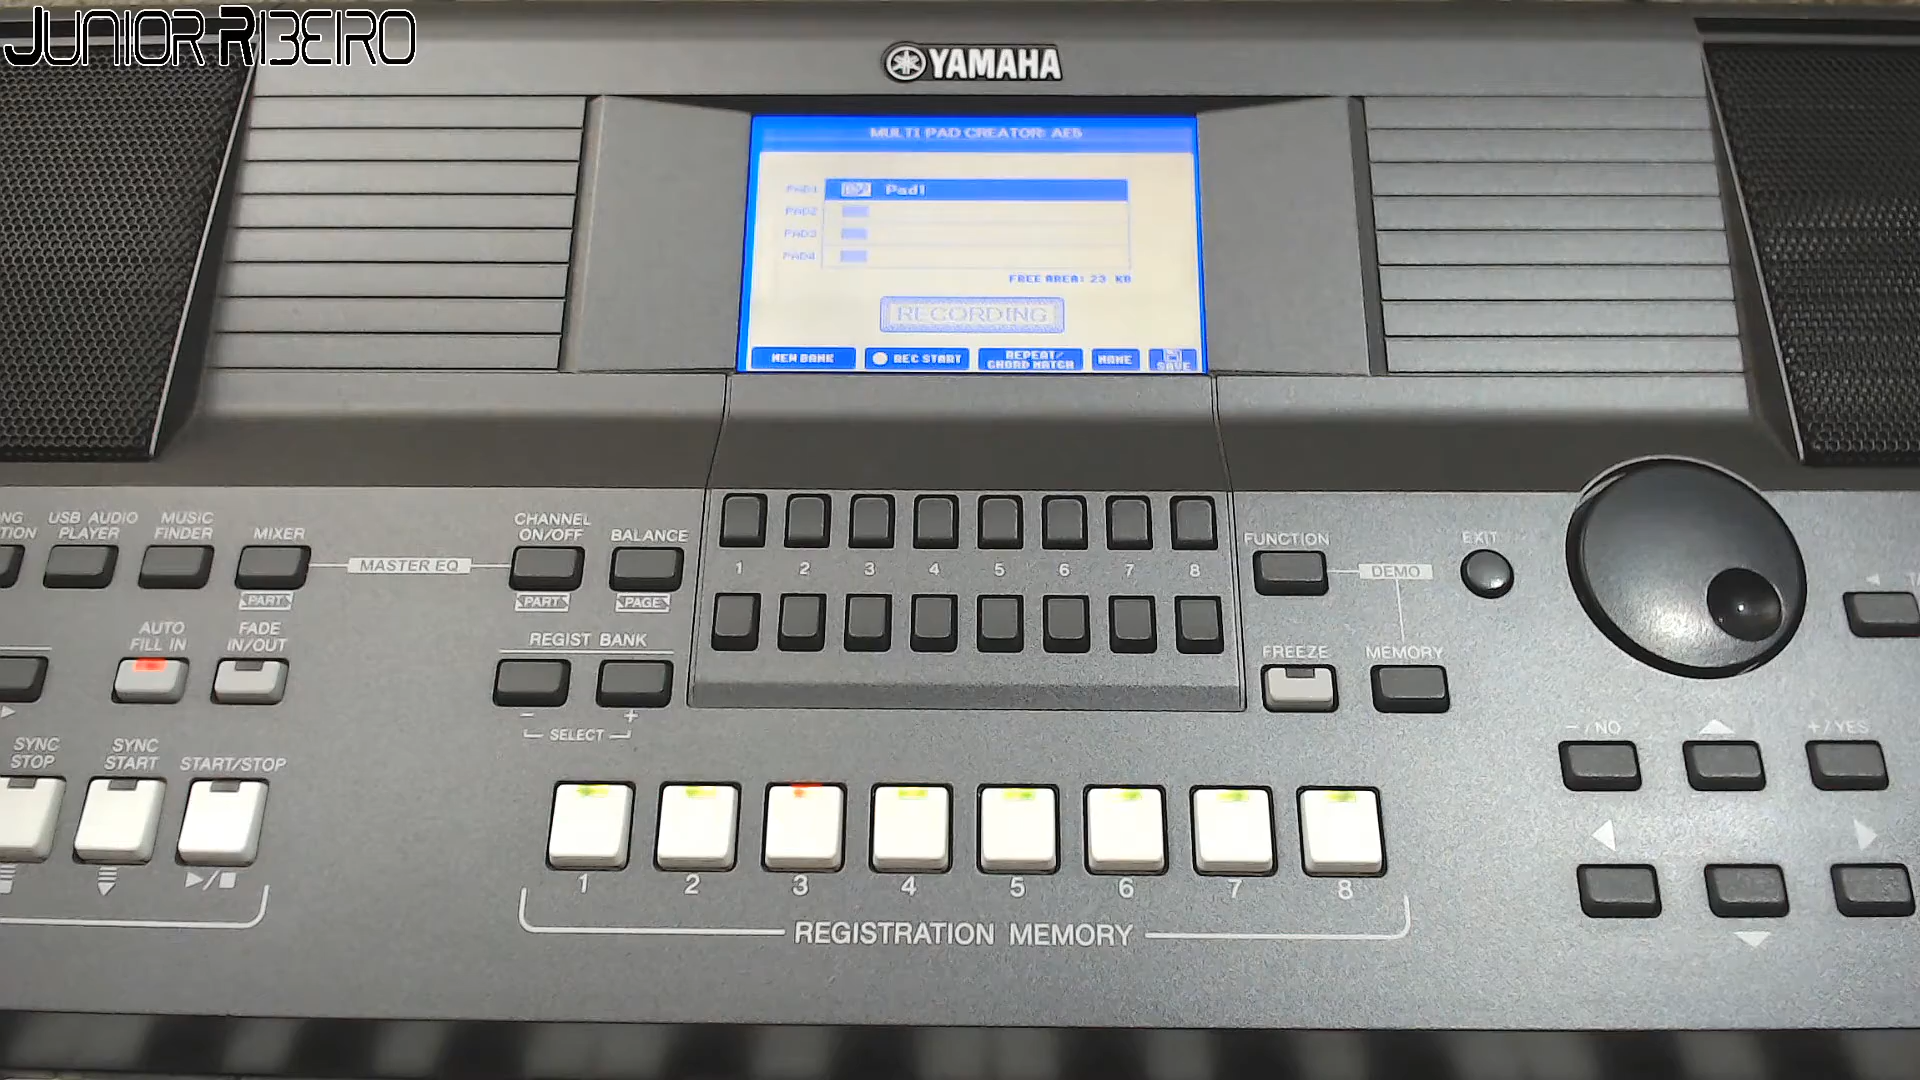 JUNIOR RIBEIRO
YAMAHA
MULTI PAD CREATOR: AE5
PAD1 Pad1
PAD2
PAD3
PAD4
FREE AREA: 23 KB
RECORDING
NEW BANK REC START REPEAT/ CHORD MATCH NAME SAVE
USB AUDIO PLAYER
MUSIC FINDER
MIXER
PART
MASTER EQ
CHANNEL ON/OFF
PART
BALANCE
PAGE
1 2 3 4 5 6 7 8
FUNCTION
DEMO
EXIT
AUTO FILL IN
FADE IN/OUT
REGIST BANK
- +
SELECT
FREEZE
MEMORY
- / NO
+ / YES
SYNC STOP
SYNC START
START/STOP
1 2 3 4 5 6 7 8
REGISTRATION MEMORY